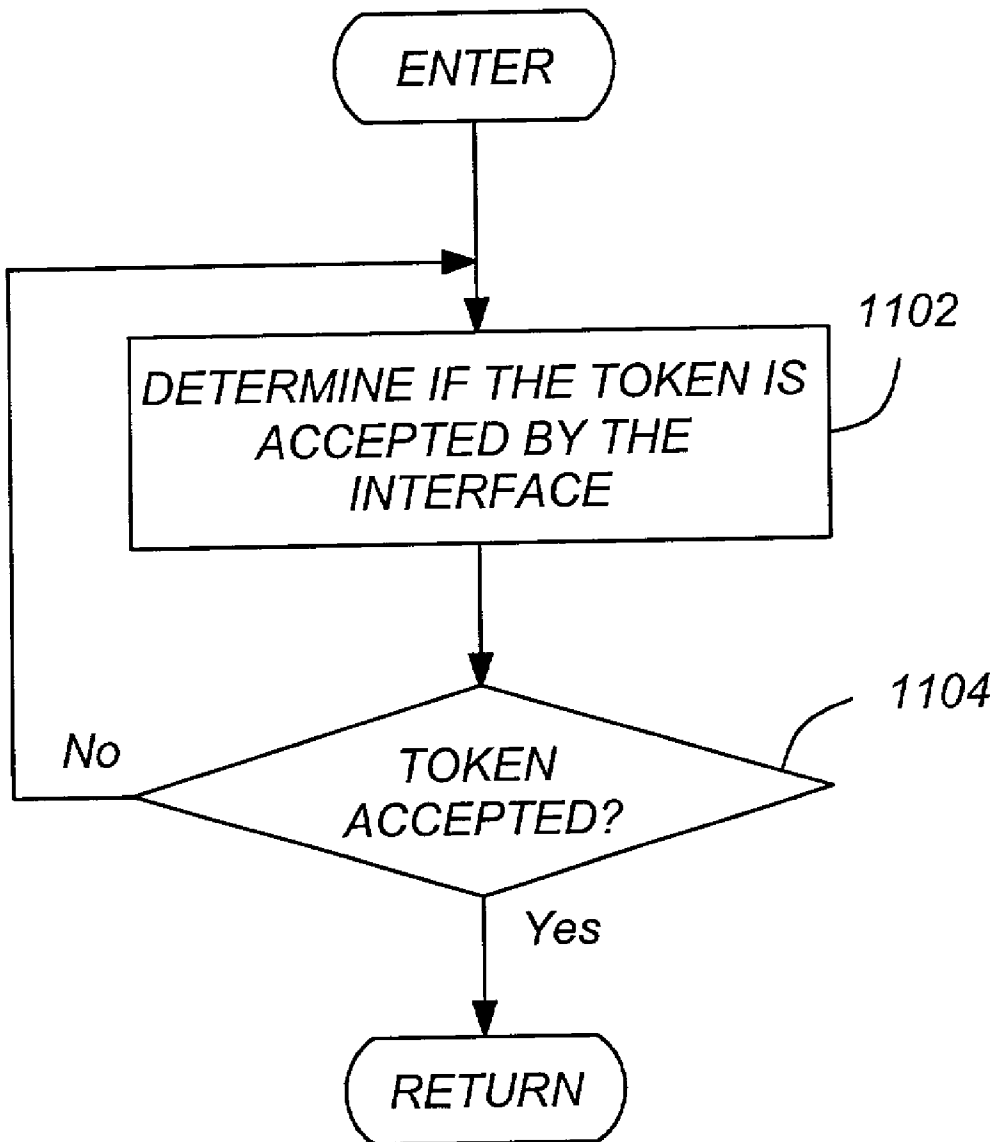 ENTER
1102
DETERMINE IF THE TOKEN IS
ACCEPTED BY THE
INTERFACE
1104
No
TOKEN
ACCEPTED?
Yes
RETURN